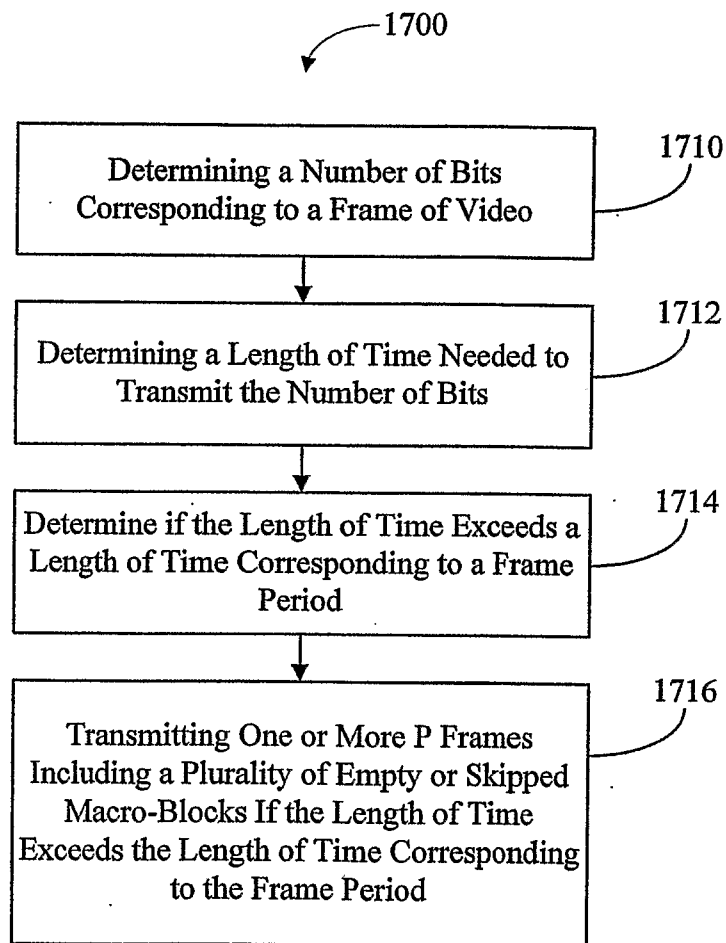 1700
1710
Determining a Number of Bits
Corresponding to a Frame of Video
1712
Determining a Length of Time Needed to
Transmit the Number of Bits
1714
Determine if the Length of Time Exceeds a
Length of Time Corresponding to a Frame
Period
1716
Transmitting One or More P Frames
Including a Plurality of Empty or Skipped
Macro-Blocks If the Length of Time
Exceeds the Length of Time Corresponding
to the Frame Period